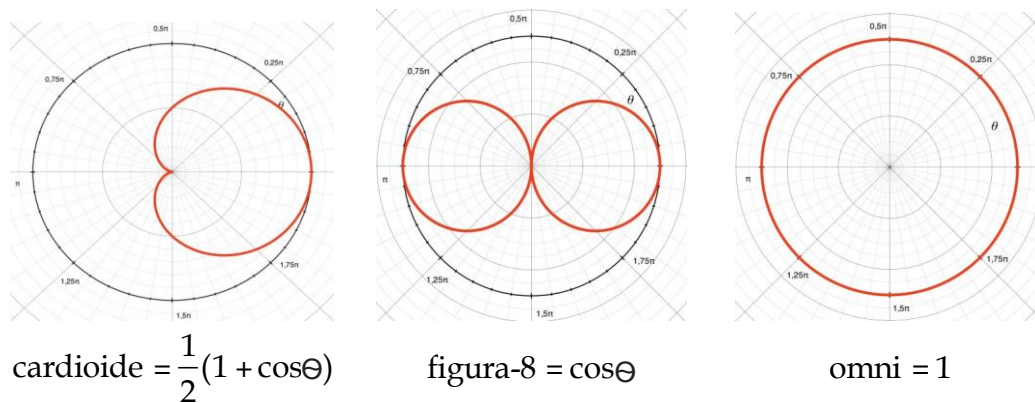 0,5π
0,75π
0,25π
θ
π
1,25π
1,75π
1,5π
cardioide = 1/2 (1 + cosΘ)
0,5π
0,75π
0,25π
θ
π
1,25π
1,75π
1,5π
figura-8 = cosΘ
0,5π
0,75π
0,25π
θ
π
1,25π
1,75π
1,5π
omni = 1